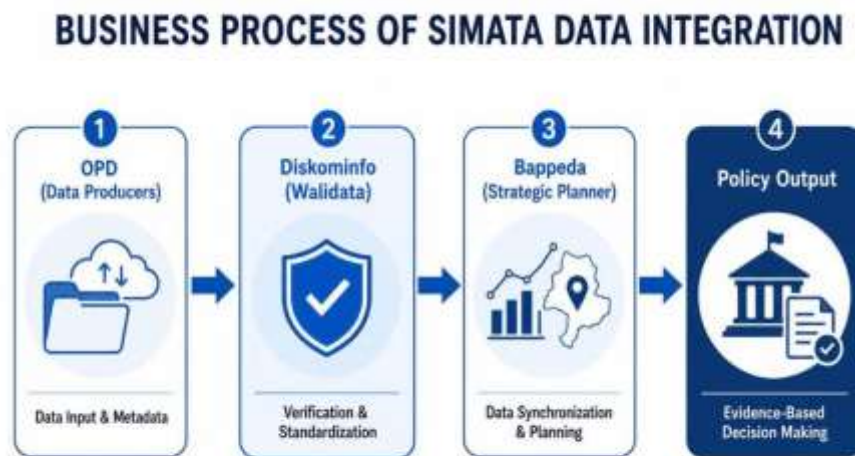 BUSINESS PROCESS OF SIMATA DATA INTEGRATION
1
OPD
(Data Producers)
Data Input & Metadata
2
Diskominfo
(Walidata)
Verification &
Standardization
3
Bappeda
(Strategic Planner)
Data Synchronization
& Planning
4
Policy Output
Evidence-Based
Decision Making